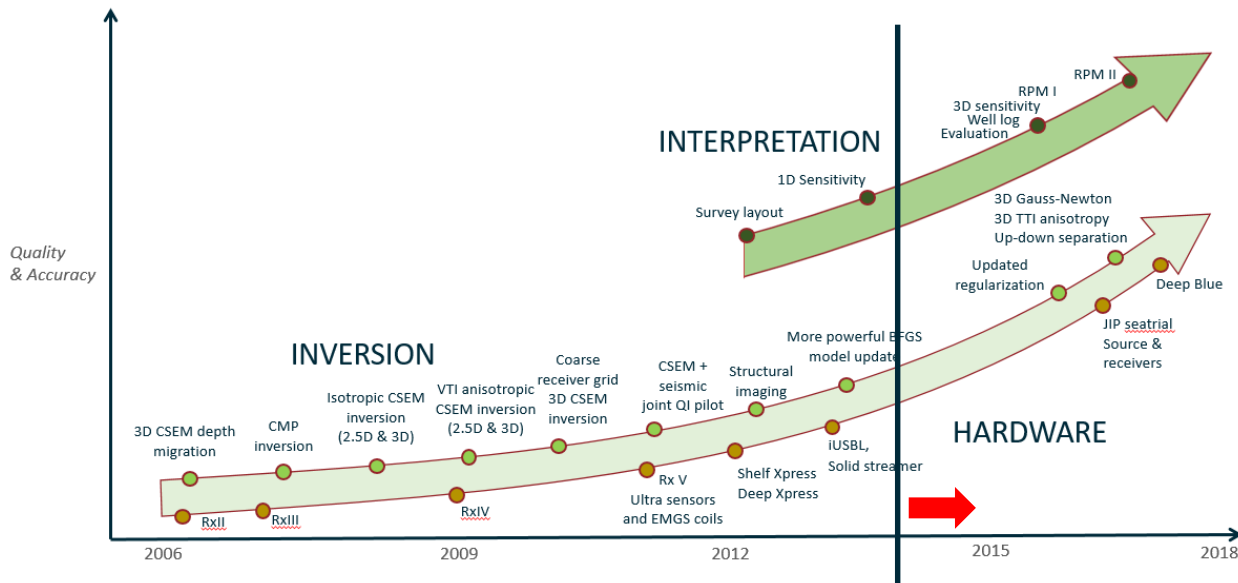 RPM II
RPM I
3D sensitivity
Well log
Evaluation
INTERPRETATION
1D Sensitivity
Survey layout
3D Gauss-Newton
3D TTI anisotropy
Up-down separation
Quality
& Accuracy
Updated
regularization
Deep Blue
JIP seatrial
Source &
receivers
More powerful BFGS
model update
INVERSION
Coarse
receiver grid
3D CSEM
inversion
CSEM +
seismic
joint QI pilot
Structural
imaging
VTI anisotropic
CSEM inversion
(2.5D & 3D)
Isotropic CSEM
inversion
(2.5D & 3D)
CMP
inversion
3D CSEM depth
migration
HARDWARE
iUSBL,
Solid streamer
Shelf Xpress
Deep Xpress
Rx V
Ultra sensors
and EMGS coils
RxIV
RxIII
RxII
2006
2009
2012
2015
2018